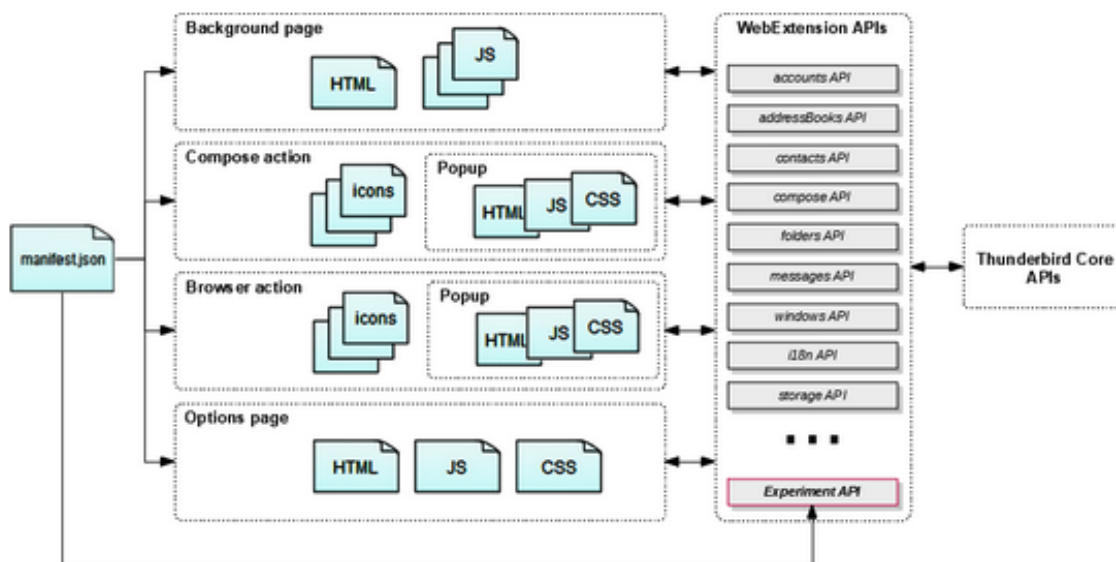 Background page
HTML
JS
Compose action
icons
Popup
HTML
JS
CSS
manifest.json
Browser action
icons
Popup
HTML
JS
CSS
Options page
HTML
JS
CSS
WebExtension APIs
accounts API
addressBooks API
contacts API
compose API
folders API
messages API
windows API
i18n API
storage API
Experiment API
Thunderbird Core
APIs